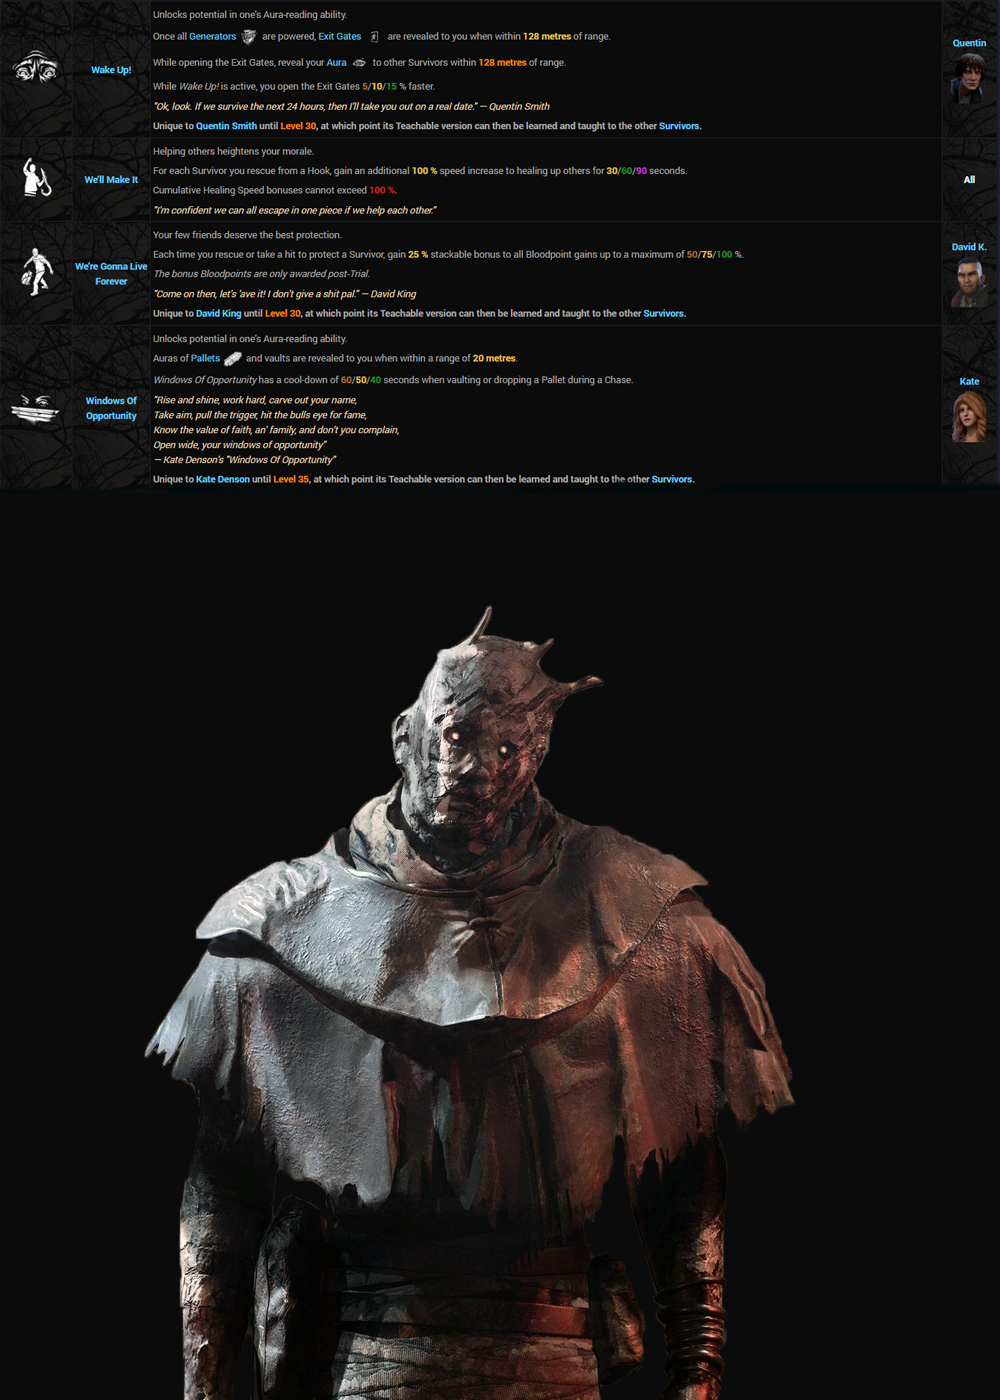 Unlocks potential in one's Aura-reading ability.
Once all Generators are powered, Exit Gates are revealed to you when within 128 metres of range.
Wake Up!
While opening the Exit Gates, reveal your Aura to other Survivors within 128 metres of range.
While Wake Up! is active, you open the Exit Gates 5/10/15 % faster.
"Ok, look. If we survive the next 24 hours, then I'll take you out on a real date." — Quentin Smith
Unique to Quentin Smith until Level 30, at which point its Teachable version can then be learned and taught to the other Survivors.
Quentin
Helping others heightens your morale.
We'll Make It
For each Survivor you rescue from a Hook, gain an additional 100 % speed increase to healing up others for 30/60/90 seconds.
Cumulative Healing Speed bonuses cannot exceed 100 %.
"I'm confident we can all escape in one piece if we help each other."
All
Your few friends deserve the best protection.
We're Gonna Live
Forever
Each time you rescue or take a hit to protect a Survivor, gain 25 % stackable bonus to all Bloodpoint gains up to a maximum of 50/75/100 %.
The bonus Bloodpoints are only awarded post-Trial.
"Come on then, let's 'ave it! I don't give a shit pal." — David King
Unique to David King until Level 30, at which point its Teachable version can then be learned and taught to the other Survivors.
David K.
Unlocks potential in one's Aura-reading ability.
Auras of Pallets and vaults are revealed to you when within a range of 20 metres.
Windows Of
Opportunity
Windows Of Opportunity has a cool-down of 60/50/40 seconds when vaulting or dropping a Pallet during a Chase.
"Rise and shine, work hard, carve out your name,
Take aim, pull the trigger, hit the bulls eye for fame,
Know the value of faith, an' family, and don't you complain,
Open wide, your windows of opportunity"
— Kate Denson's "Windows Of Opportunity"
Unique to Kate Denson until Level 35, at which point its Teachable version can then be learned and taught to the other Survivors.
Kate